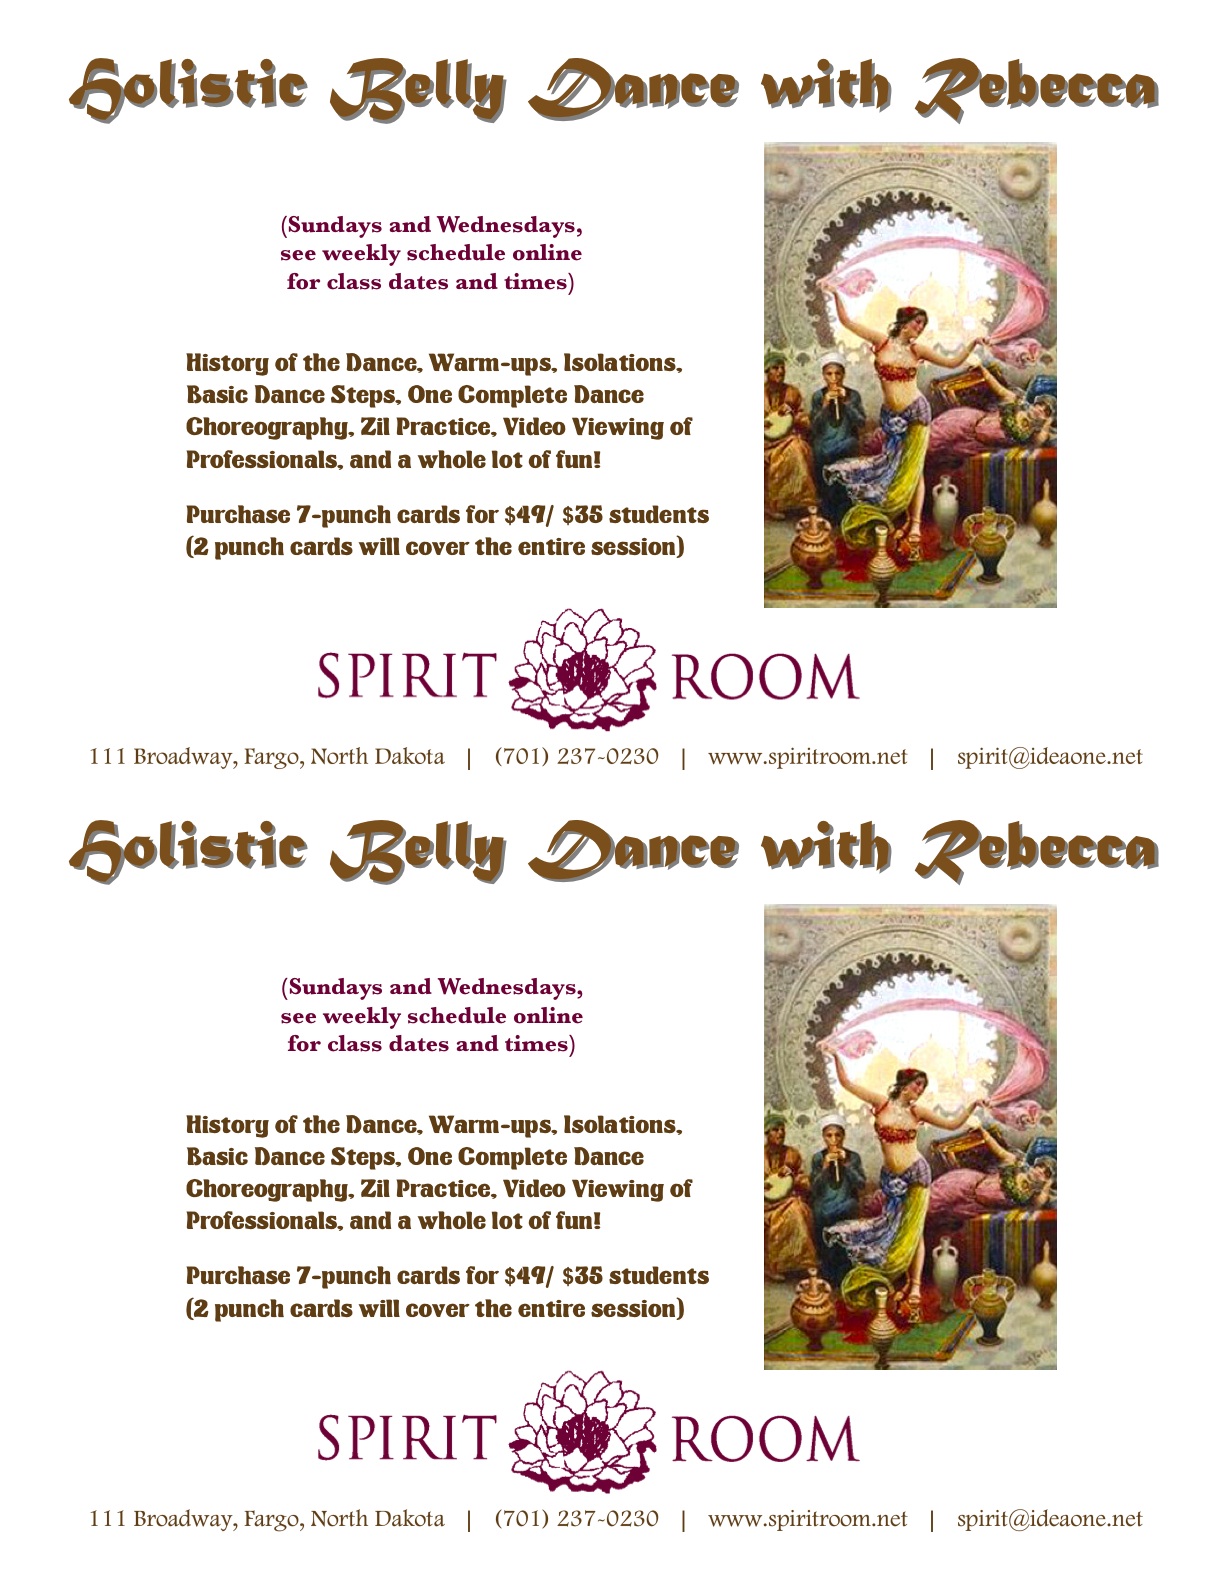 Holistic Belly Dance with Rebecca
(Sundays and Wednesdays,
see weekly schedule online
for class dates and times)
History of the Dance, Warm-ups, Isolations,
Basic Dance Steps, One Complete Dance
Choreography, Zil Practice, Video Viewing of
Professionals, and a whole lot of fun!
Purchase 7-punch cards for $49/ $35 students
(2 punch cards will cover the entire session)
SPIRIT ROOM
111 Broadway, Fargo, North Dakota | (701) 237-0230 | www.spiritroom.net | spirit@ideaone.net
Holistic Belly Dance with Rebecca
(Sundays and Wednesdays,
see weekly schedule online
for class dates and times)
History of the Dance, Warm-ups, Isolations,
Basic Dance Steps, One Complete Dance
Choreography, Zil Practice, Video Viewing of
Professionals, and a whole lot of fun!
Purchase 7-punch cards for $49/ $35 students
(2 punch cards will cover the entire session)
SPIRIT ROOM
111 Broadway, Fargo, North Dakota | (701) 237-0230 | www.spiritroom.net | spirit@ideaone.net